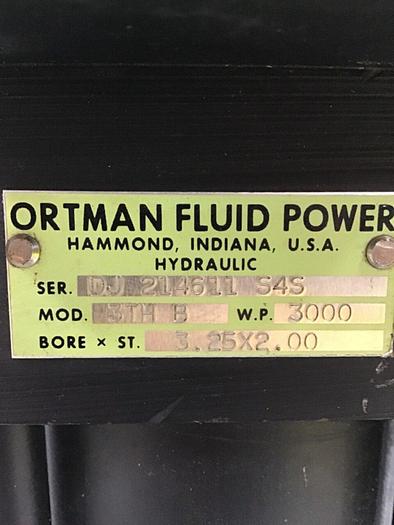 ORTMAN FLUID POWER
HAMMOND, INDIANA, U.S.A.
HYDRAULIC
SER. DJ 214611 S4S
MOD. 3TH B W.P. 3000
BORE × ST. 3.25X2.00